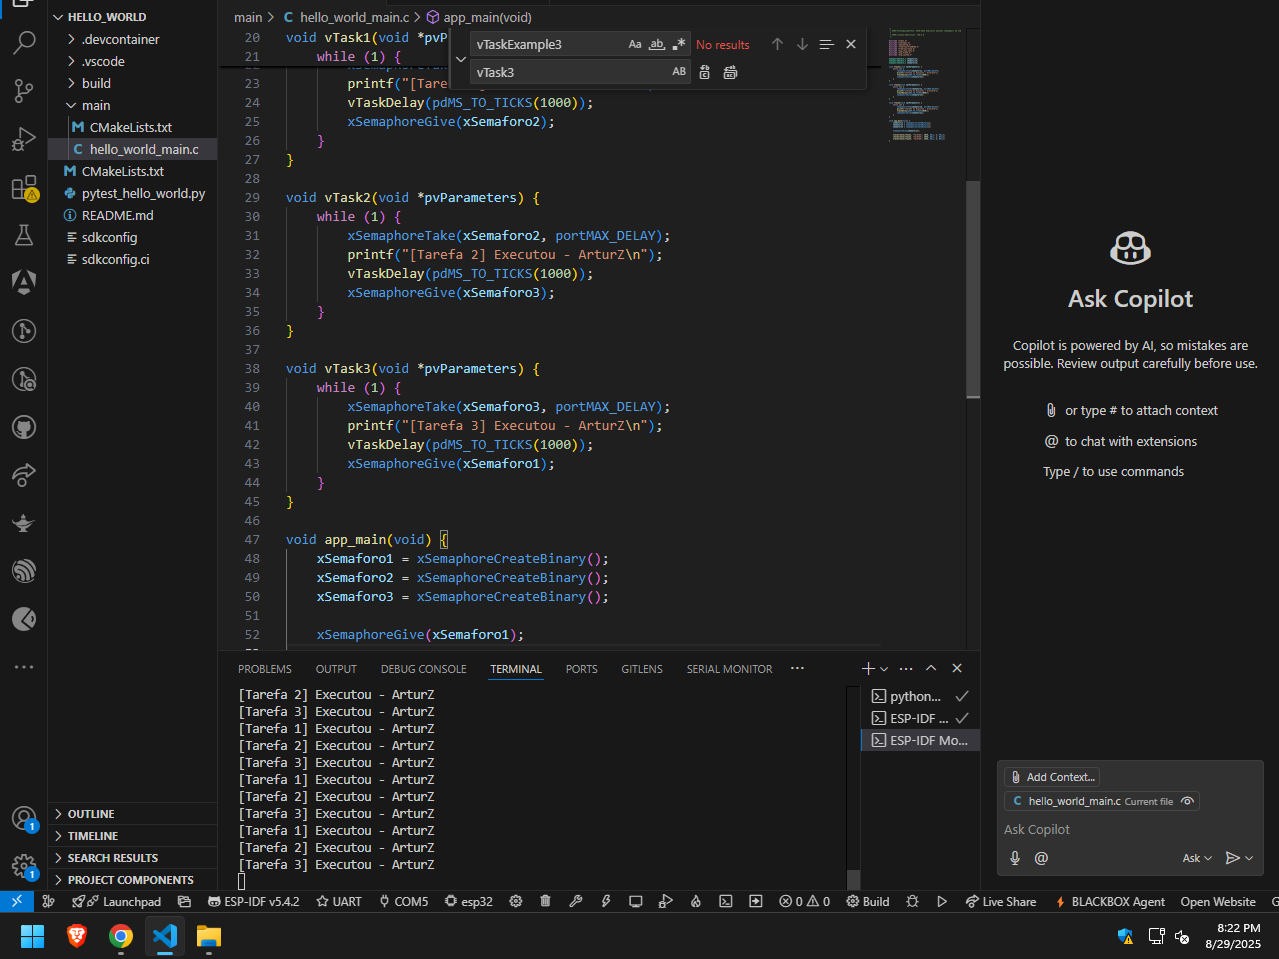 HELLO_WORLD
.devcontainer
.vscode
build
main
CMakeLists.txt
hello_world_main.c
CMakeLists.txt
pytest_hello_world.py
README.md
sdkconfig
sdkconfig.ci
OUTLINE
TIMELINE
SEARCH RESULTS
PROJECT COMPONENTS
main > C hello_world_main.c > app_main(void)
vTaskExample3 Aa ab .* No results
vTask3 AB
20 void vTask1(void *pvP
21 while (1) {
23 printf("[Tare
24 vTaskDelay(pdMS_TO_TICKS(1000));
25 xSemaphoreGive(xSemaforo2);
26 }
27 }
28
29 void vTask2(void *pvParameters) {
30 while (1) {
31 xSemaphoreTake(xSemaforo2, portMAX_DELAY);
32 printf("[Tarefa 2] Executou - ArturZ\n");
33 vTaskDelay(pdMS_TO_TICKS(1000));
34 xSemaphoreGive(xSemaforo3);
35 }
36 }
37
38 void vTask3(void *pvParameters) {
39 while (1) {
40 xSemaphoreTake(xSemaforo3, portMAX_DELAY);
41 printf("[Tarefa 3] Executou - ArturZ\n");
42 vTaskDelay(pdMS_TO_TICKS(1000));
43 xSemaphoreGive(xSemaforo1);
44 }
45 }
46
47 void app_main(void) {
48 xSemaforo1 = xSemaphoreCreateBinary();
49 xSemaforo2 = xSemaphoreCreateBinary();
50 xSemaforo3 = xSemaphoreCreateBinary();
51
52 xSemaphoreGive(xSemaforo1);
PROBLEMS OUTPUT DEBUG CONSOLE TERMINAL PORTS GITLENS SERIAL MONITOR
[Tarefa 2] Executou - ArturZ
[Tarefa 3] Executou - ArturZ
[Tarefa 1] Executou - ArturZ
[Tarefa 2] Executou - ArturZ
[Tarefa 3] Executou - ArturZ
[Tarefa 1] Executou - ArturZ
[Tarefa 2] Executou - ArturZ
[Tarefa 3] Executou - ArturZ
[Tarefa 1] Executou - ArturZ
[Tarefa 2] Executou - ArturZ
[Tarefa 3] Executou - ArturZ
python...
ESP-IDF ...
ESP-IDF Mo...
Ask Copilot
Copilot is powered by AI, so mistakes are
possible. Review output carefully before use.
or type # to attach context
@ to chat with extensions
Type / to use commands
Add Context...
C hello_world_main.c Current file
Ask Copilot
@ Ask
1
1
Launchpad ESP-IDF v5.4.2 UART COM5 esp32 0 0 Build Live Share BLACKBOX Agent Open Website G
8:22 PM
8/29/2025